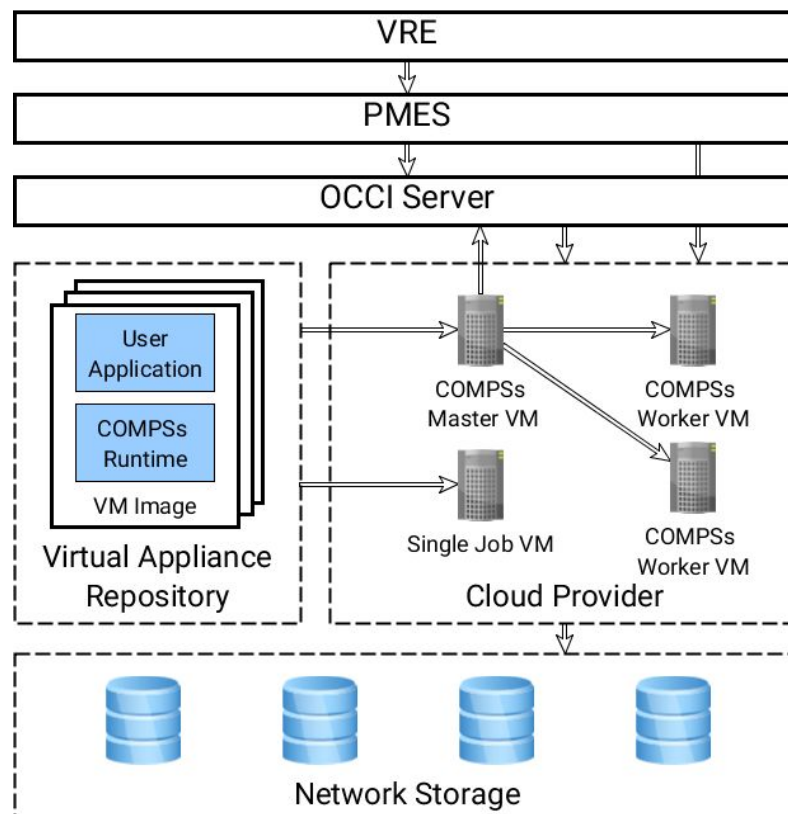 VRE
PMES
OCCI Server
User
Application
COMPSs
Runtime
VM Image
Virtual Appliance
Repository
COMPSs
Master VM
COMPSs
Worker VM
Single Job VM
COMPSs
Worker VM
Cloud Provider
Network Storage